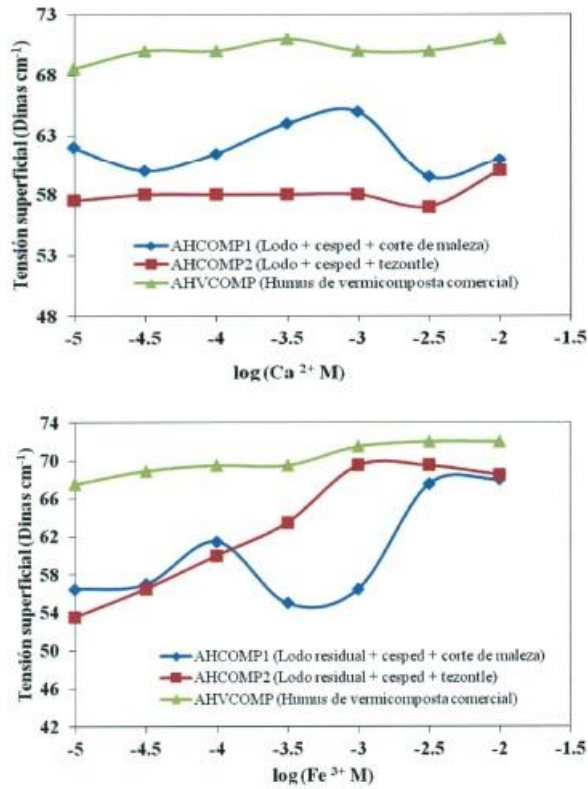 73
68
63
58
53
48
Tensión superficial (Dinas cm⁻¹)
AHCOMP1 (Lodo + cesped + corte de maleza)
AHCOMP2 (Lodo + cesped + tezontle)
AHVCOMP (Humus de vermicomposta comercial)
-5 -4.5 -4 -3.5 -3 -2.5 -2 -1.5
log (Ca ²⁺ M)
74
70
66
62
58
54
50
46
42
Tensión superficial (Dinas cm⁻¹)
AHCOMP1 (Lodo residual + cesped + corte de maleza)
AHCOMP2 (Lodo residual + cesped + tezontle)
AHVCOMP (Humus de vermicomposta comercial)
-5 -4.5 -4 -3.5 -3 -2.5 -2 -1.5
log (Fe ³⁺ M)